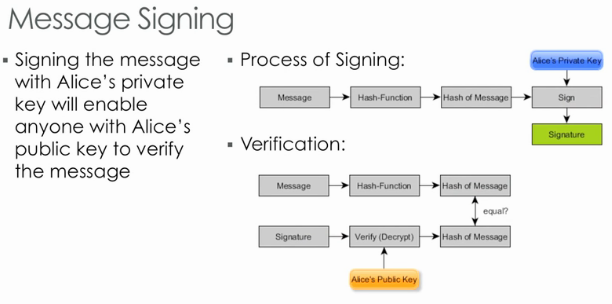 Message Signing
▪ Signing the message
with Alice's private
key will enable
anyone with Alice's
public key to verify
the message
▪ Process of Signing:
Alice's Private Key
Message
Hash-Function
Hash of Message
Sign
Signature
▪ Verification:
Message
Hash-Function
Hash of Message
equal?
Signature
Verify (Decrypt)
Hash of Message
Alice's Public Key